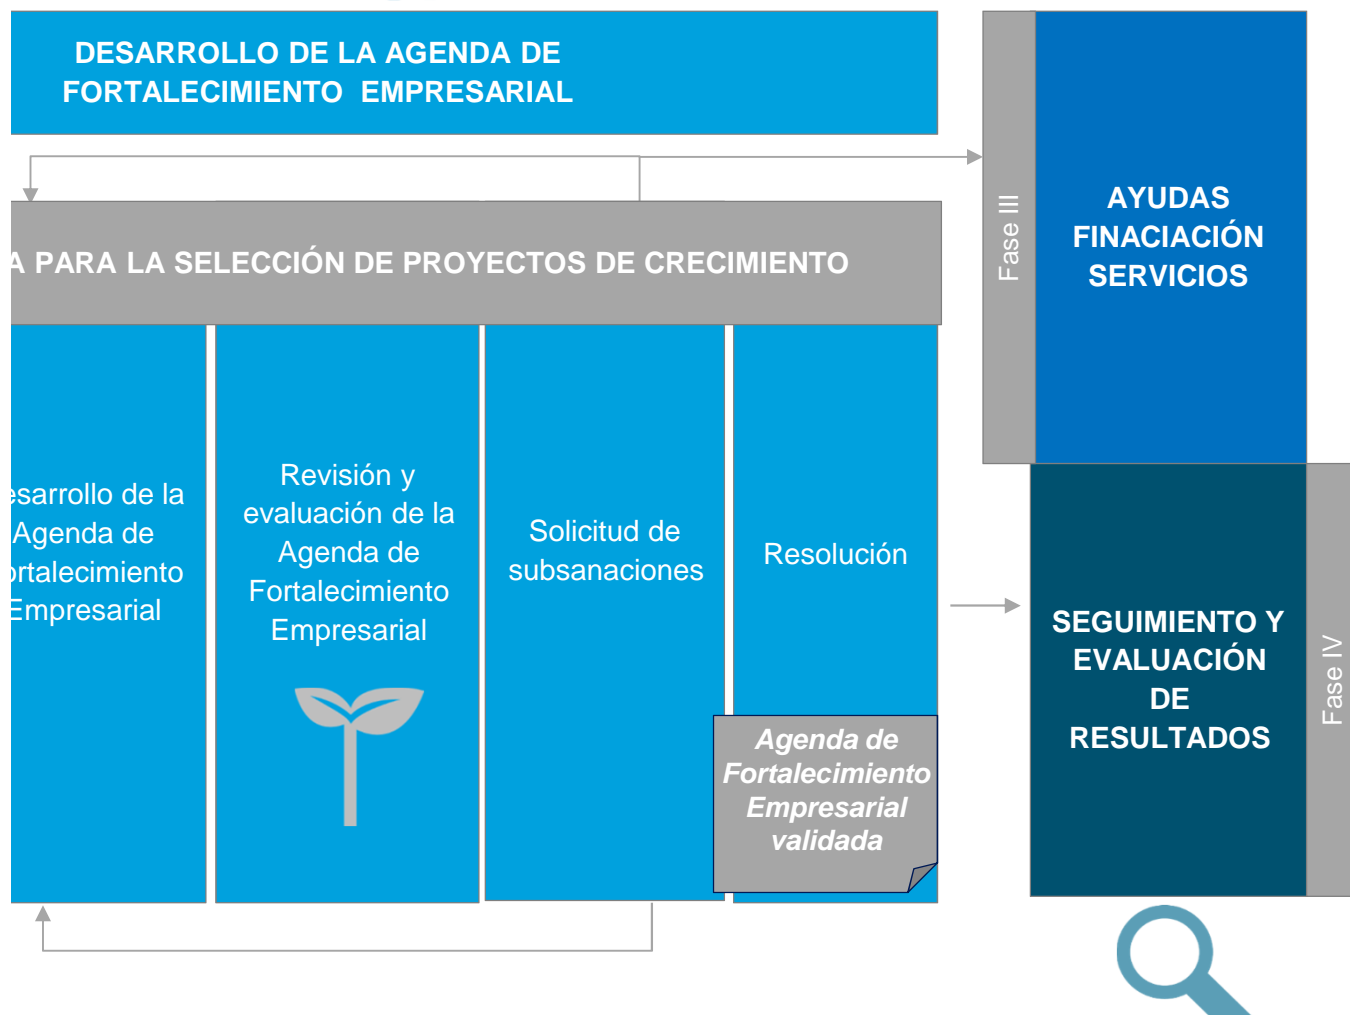 DESARROLLO DE LA AGENDA DE
FORTALECIMIENTO EMPRESARIAL
A PARA LA SELECCIÓN DE PROYECTOS DE CRECIMIENTO
esarrollo de la
Agenda de
ortalecimiento
Empresarial
Revisión y
evaluación de la
Agenda de
Fortalecimiento
Empresarial
Solicitud de
subsanaciones
Resolución
Agenda de
Fortalecimiento
Empresarial
validada
Fase III
AYUDAS
FINACIACIÓN
SERVICIOS
SEGUIMIENTO Y
EVALUACIÓN
DE
RESULTADOS
Fase IV